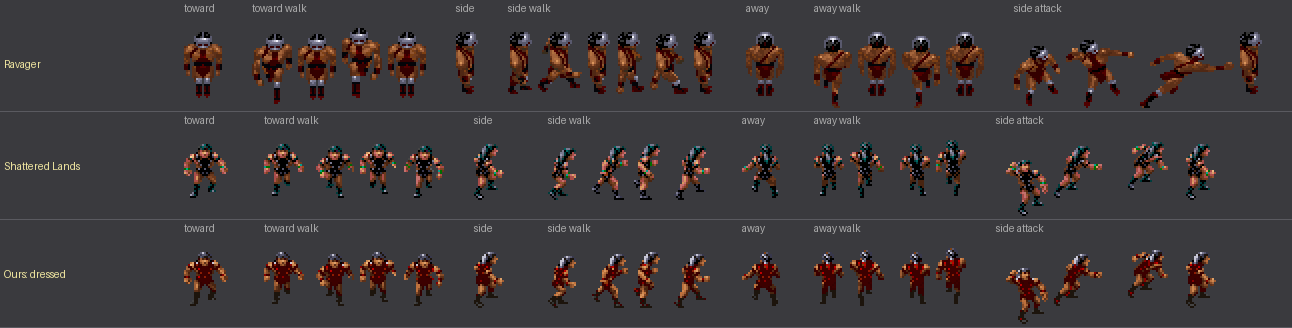 toward toward walk side side walk away away walk side attack
Ravager
toward toward walk side side walk away away walk side attack
Shattered Lands
toward toward walk side side walk away away walk side attack
Ours: dressed